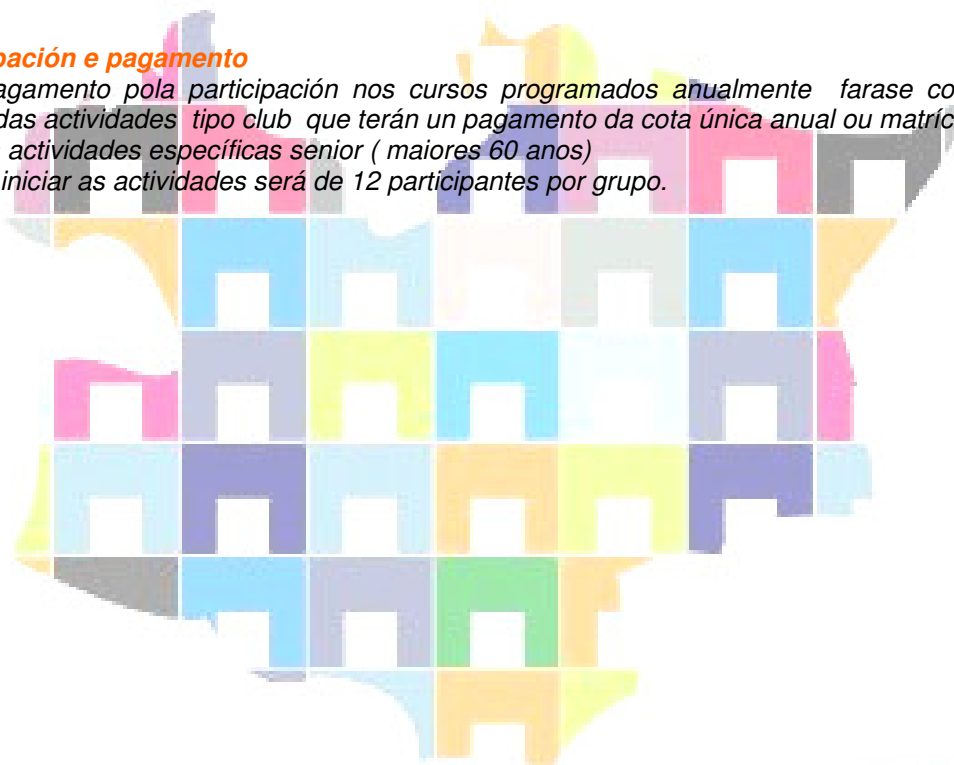 pación e pagamento
agamento pola participación nos cursos programados anualmente farase co
das actividades tipo club que terán un pagamento da cota única anual ou matríc
actividades específicas senior ( maiores 60 anos)
iniciar as actividades será de 12 participantes por grupo.